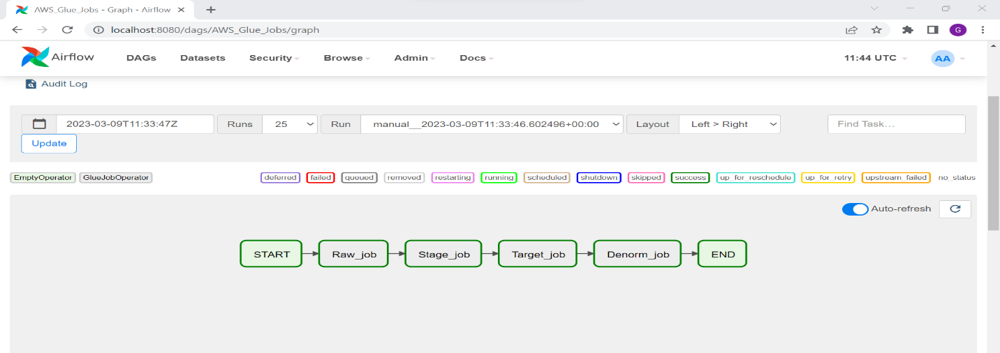 AWS_Glue_Jobs - Graph - Airflow
localhost:8080/dags/AWS_Glue_Jobs/graph
G
Airflow DAGs Datasets Security Browse Admin Docs 11:44 UTC AA
Audit Log
2023-03-09T11:33:47Z Runs 25 Run manual__2023-03-09T11:33:46.602496+00:00 Layout Left > Right Find Task...
Update
EmptyOperator GlueJobOperator deferred failed queued removed restarting running scheduled shutdown skipped success up_for_reschedule up_for_retry upstream_failed no_status
Auto-refresh
START Raw_job Stage_job Target_job Denorm_job END